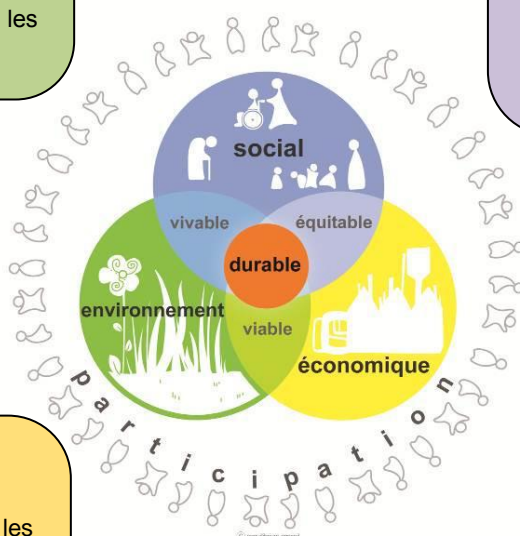 les
social
vivable
équitable
durable
environnement
viable
économique
participation
les